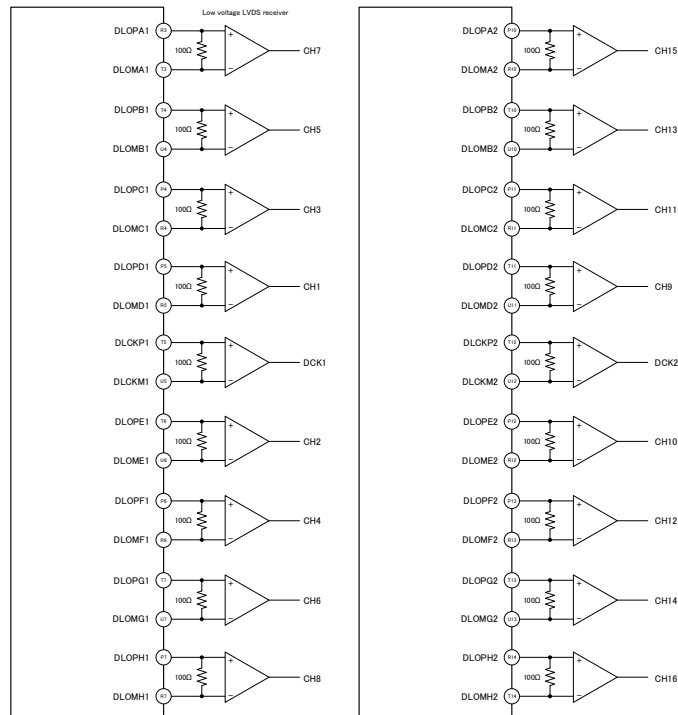 Low voltage LVDS receiver
DLOPA1 R3
100Ω + − CH7
DLOMA1 T3
DLOPB1 T4
100Ω + − CH5
DLOMB1 U4
DLOPC1 P4
100Ω + − CH3
DLOMC1 R4
DLOPD1 P5
100Ω + − CH1
DLOMD1 R5
DLCKP1 T5
100Ω + − DCK1
DLCKM1 U5
DLOPE1 T6
100Ω + − CH2
DLOME1 U6
DLOPF1 P6
100Ω + − CH4
DLOMF1 R6
DLOPG1 T7
100Ω + − CH6
DLOMG1 U7
DLOPH1 P7
100Ω + − CH8
DLOMH1 R7
DLOPA2 P10
100Ω + − CH15
DLOMA2 R10
DLOPB2 T10
100Ω + − CH13
DLOMB2 U10
DLOPC2 P11
100Ω + − CH11
DLOMC2 R11
DLOPD2 T11
100Ω + − CH9
DLOMD2 U11
DLCKP2 T12
100Ω + − DCK2
DLCKM2 U12
DLOPE2 P12
100Ω + − CH10
DLOME2 R12
DLOPF2 P13
100Ω + − CH12
DLOMF2 R13
DLOPG2 T13
100Ω + − CH14
DLOMG2 U13
DLOPH2 R14
100Ω + − CH16
DLOMH2 T14